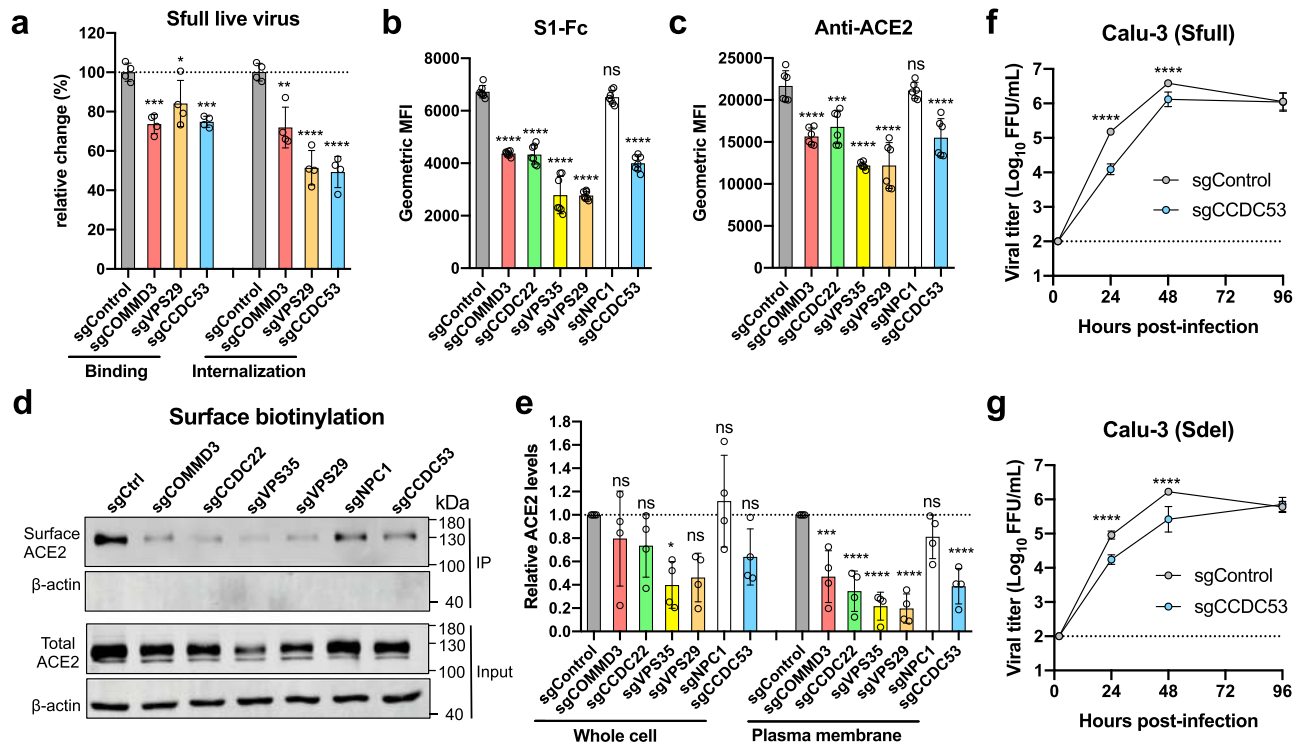 a
Sfull live virus
relative change (%)
120
100
80
60
40
20
0
*** * *** ** **** ****
sgControl
sgCOMMD3
sgVPS29
sgCCDC53
sgControl
sgCOMMD3
sgVPS29
sgCCDC53
Binding
Internalization
b
S1-Fc
Geometric MFI
8000
6000
4000
2000
0
**** **** **** **** ns ****
sgControl
sgCOMMD3
sgCCDC22
sgVPS35
sgVPS29
sgNPC1
sgCCDC53
c
Anti-ACE2
Geometric MFI
25000
20000
15000
10000
5000
0
**** *** **** **** ns ****
sgControl
sgCOMMD3
sgCCDC22
sgVPS35
sgVPS29
sgNPC1
sgCCDC53
f
Calu-3 (Sfull)
Viral titer (Log10 FFU/mL)
7
6
5
4
3
2
1
**** ****
sgControl
sgCCDC53
0 24 48 72 96
Hours post-infection
d
Surface biotinylation
sgCtrl
sgCOMMD3
sgCCDC22
sgVPS35
sgVPS29
sgNPC1
sgCCDC53
kDa
Surface
ACE2
180
130
100
IP
β-actin
40
Total
ACE2
180
130
100
Input
β-actin
40
e
Relative ACE2 levels
1.8
1.6
1.4
1.2
1.0
0.8
0.6
0.4
0.2
0.0
ns ns * ns ns ns *** **** **** **** ns ****
sgControl
sgCOMMD3
sgCCDC22
sgVPS35
sgVPS29
sgNPC1
sgCCDC53
sgControl
sgCOMMD3
sgCCDC22
sgVPS35
sgVPS29
sgNPC1
sgCCDC53
Whole cell
Plasma membrane
g
Calu-3 (Sdel)
Viral titer (Log10 FFU/mL)
7
6
5
4
3
2
1
**** ****
sgControl
sgCCDC53
0 24 48 72 96
Hours post-infection